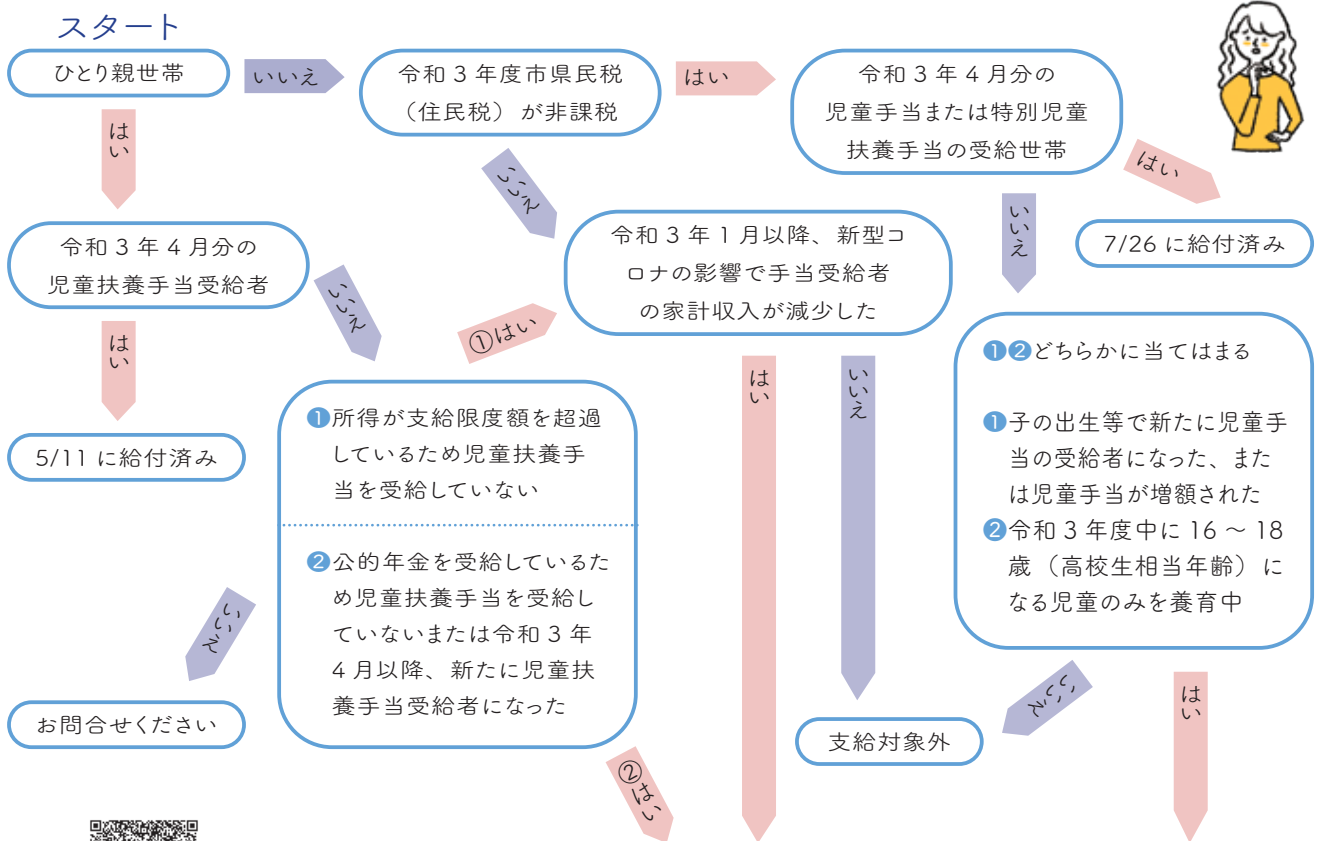 スタート
ひとり親世帯
いいえ
令和3年度市県民税
（住民税）が非課税
はい
令和3年4月分の
児童手当または特別児童
扶養手当の受給世帯
はい
7/26に給付済み
はい
いいえ
いいえ
令和3年4月分の
児童扶養手当受給者
いいえ
①はい
令和3年1月以降、新型コ
ロナの影響で手当受給者
の家計収入が減少した
はい
5/11に給付済み
❶所得が支給限度額を超過
しているため児童扶養手
当を受給していない
❷公的年金を受給しているた
め児童扶養手当を受給し
ていないまたは令和3年
4月以降、新たに児童扶
養手当受給者になった
いいえ
お問合せください
②はい
はい
いいえ
支給対象外
❶❷どちらかに当てはまる
❶子の出生等で新たに児童手
当の受給者になった、また
は児童手当が増額された
❷令和3年度中に16～18
歳（高校生相当年齢）に
なる児童のみを養育中
いいえ
はい